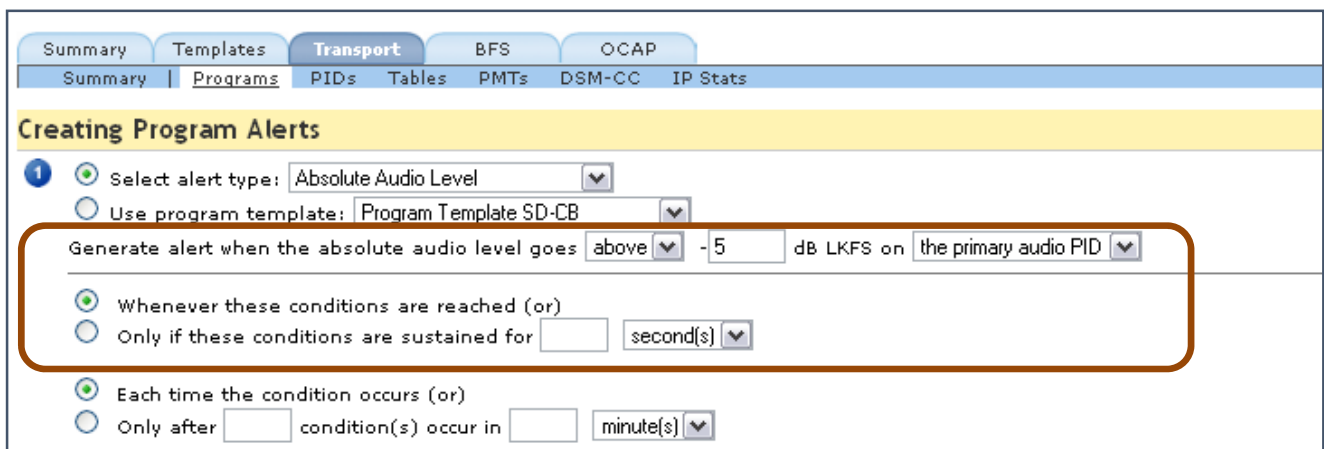 Summary Templates Transport BFS OCAP
Summary | Programs PIDs Tables PMTs DSM-CC IP Stats
Creating Program Alerts
1 Select alert type: Absolute Audio Level
Use program template: Program Template SD-CB
Generate alert when the absolute audio level goes above - 5 dB LKFS on the primary audio PID
Whenever these conditions are reached (or)
Only if these conditions are sustained for second(s)
Each time the condition occurs (or)
Only after condition(s) occur in minute(s)